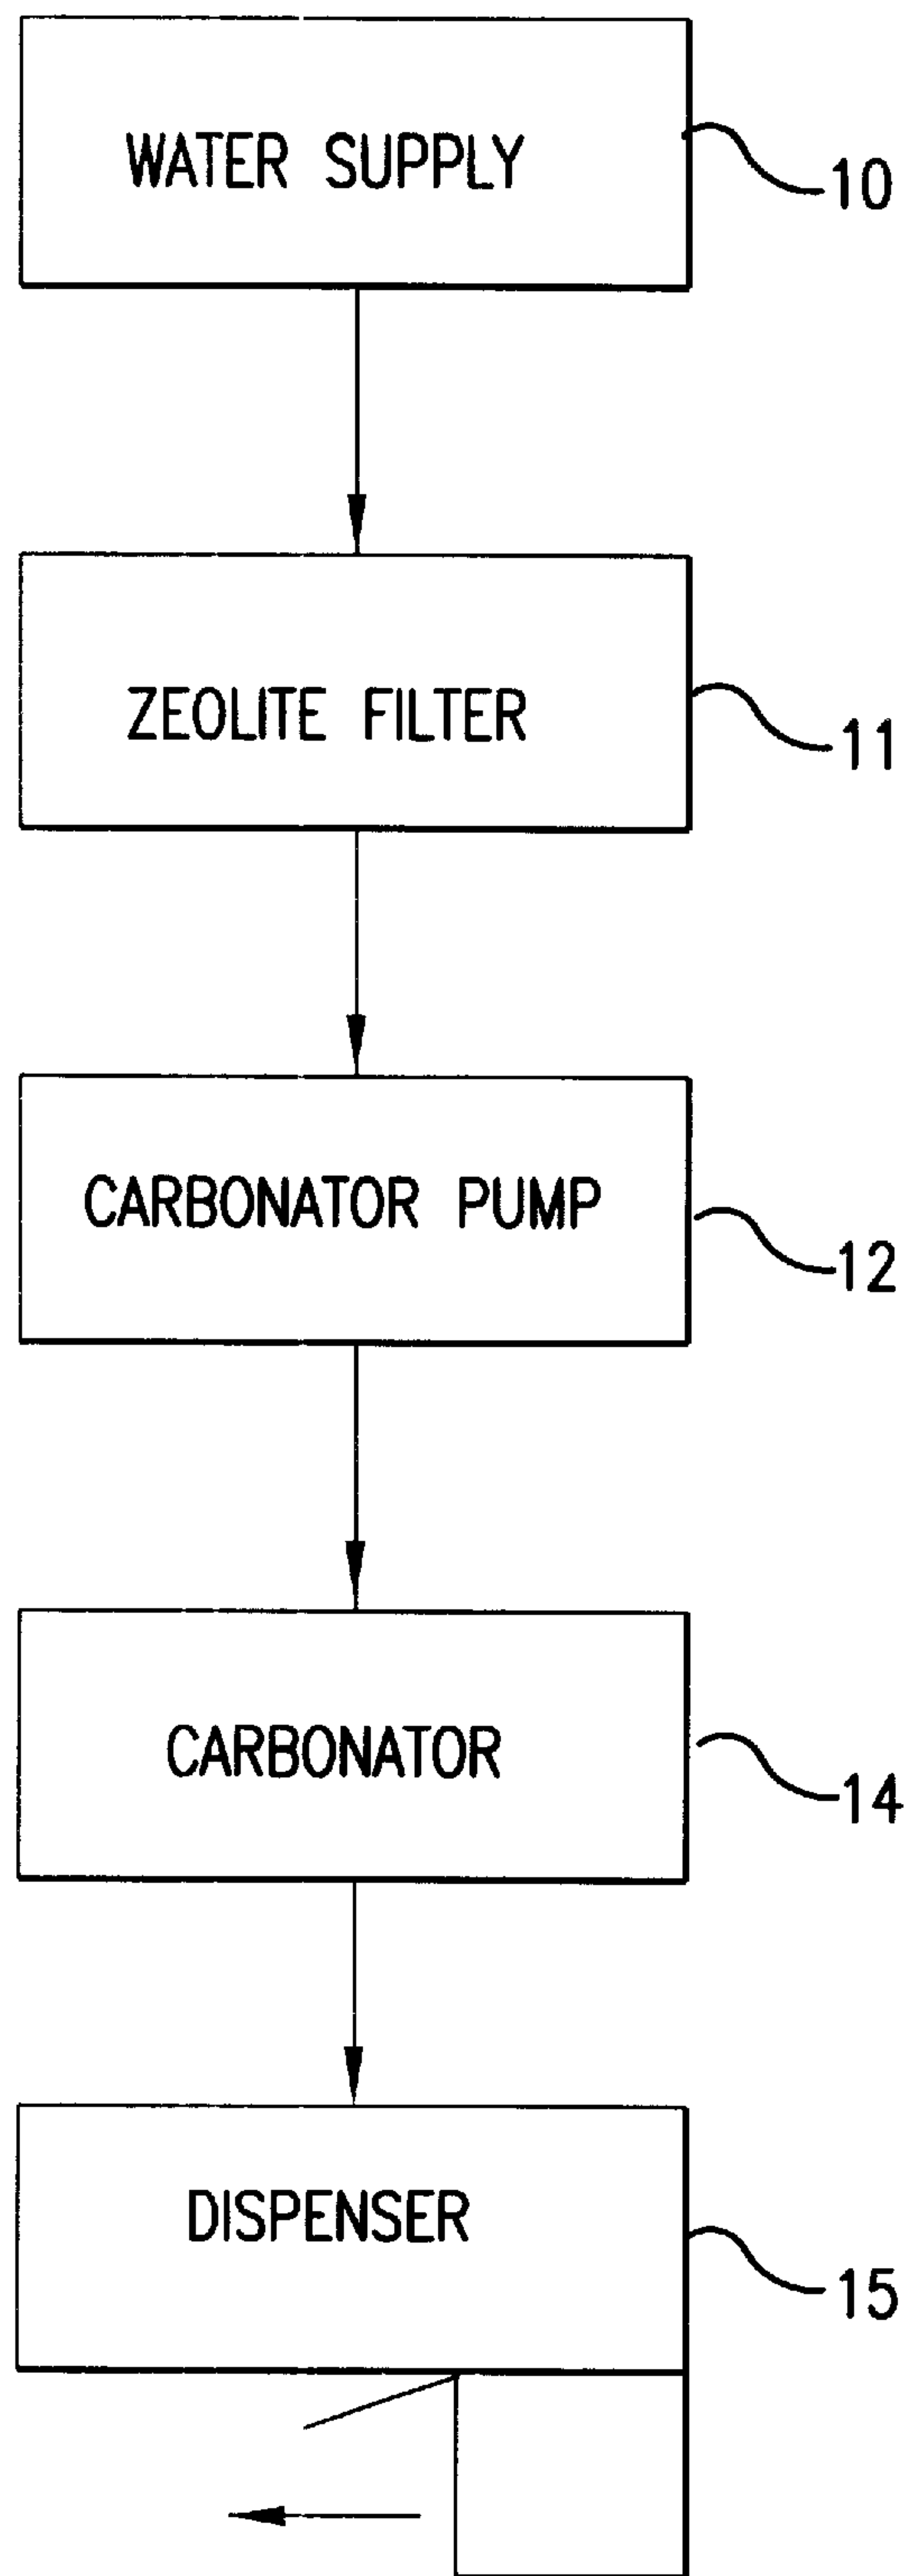 WATER SUPPLY
10
ZEOLITE FILTER
11
CARBONATOR PUMP
12
CARBONATOR
14
DISPENSER
15